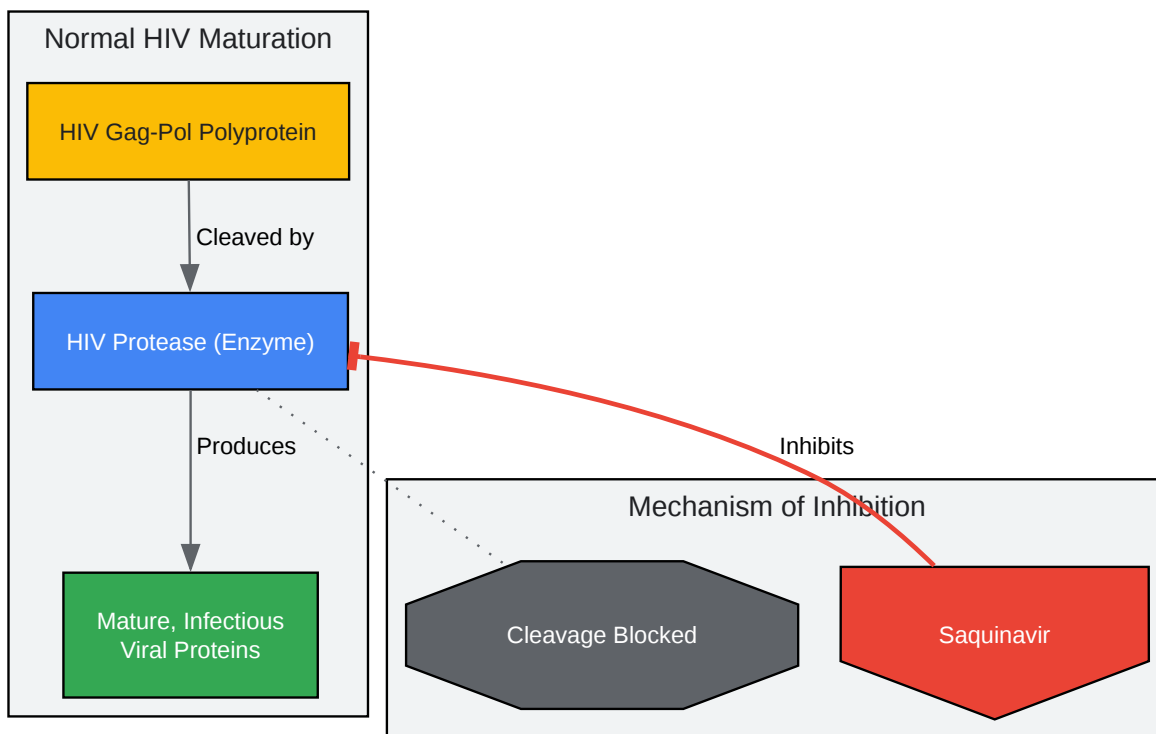 Normal HIV Maturation
HIV Gag-Pol Polyprotein
Cleaved by
HIV Protease (Enzyme)
Produces
Inhibits
Mechanism of Inhibition
Mature, Infectious
Viral Proteins
Cleavage Blocked
Saquinavir